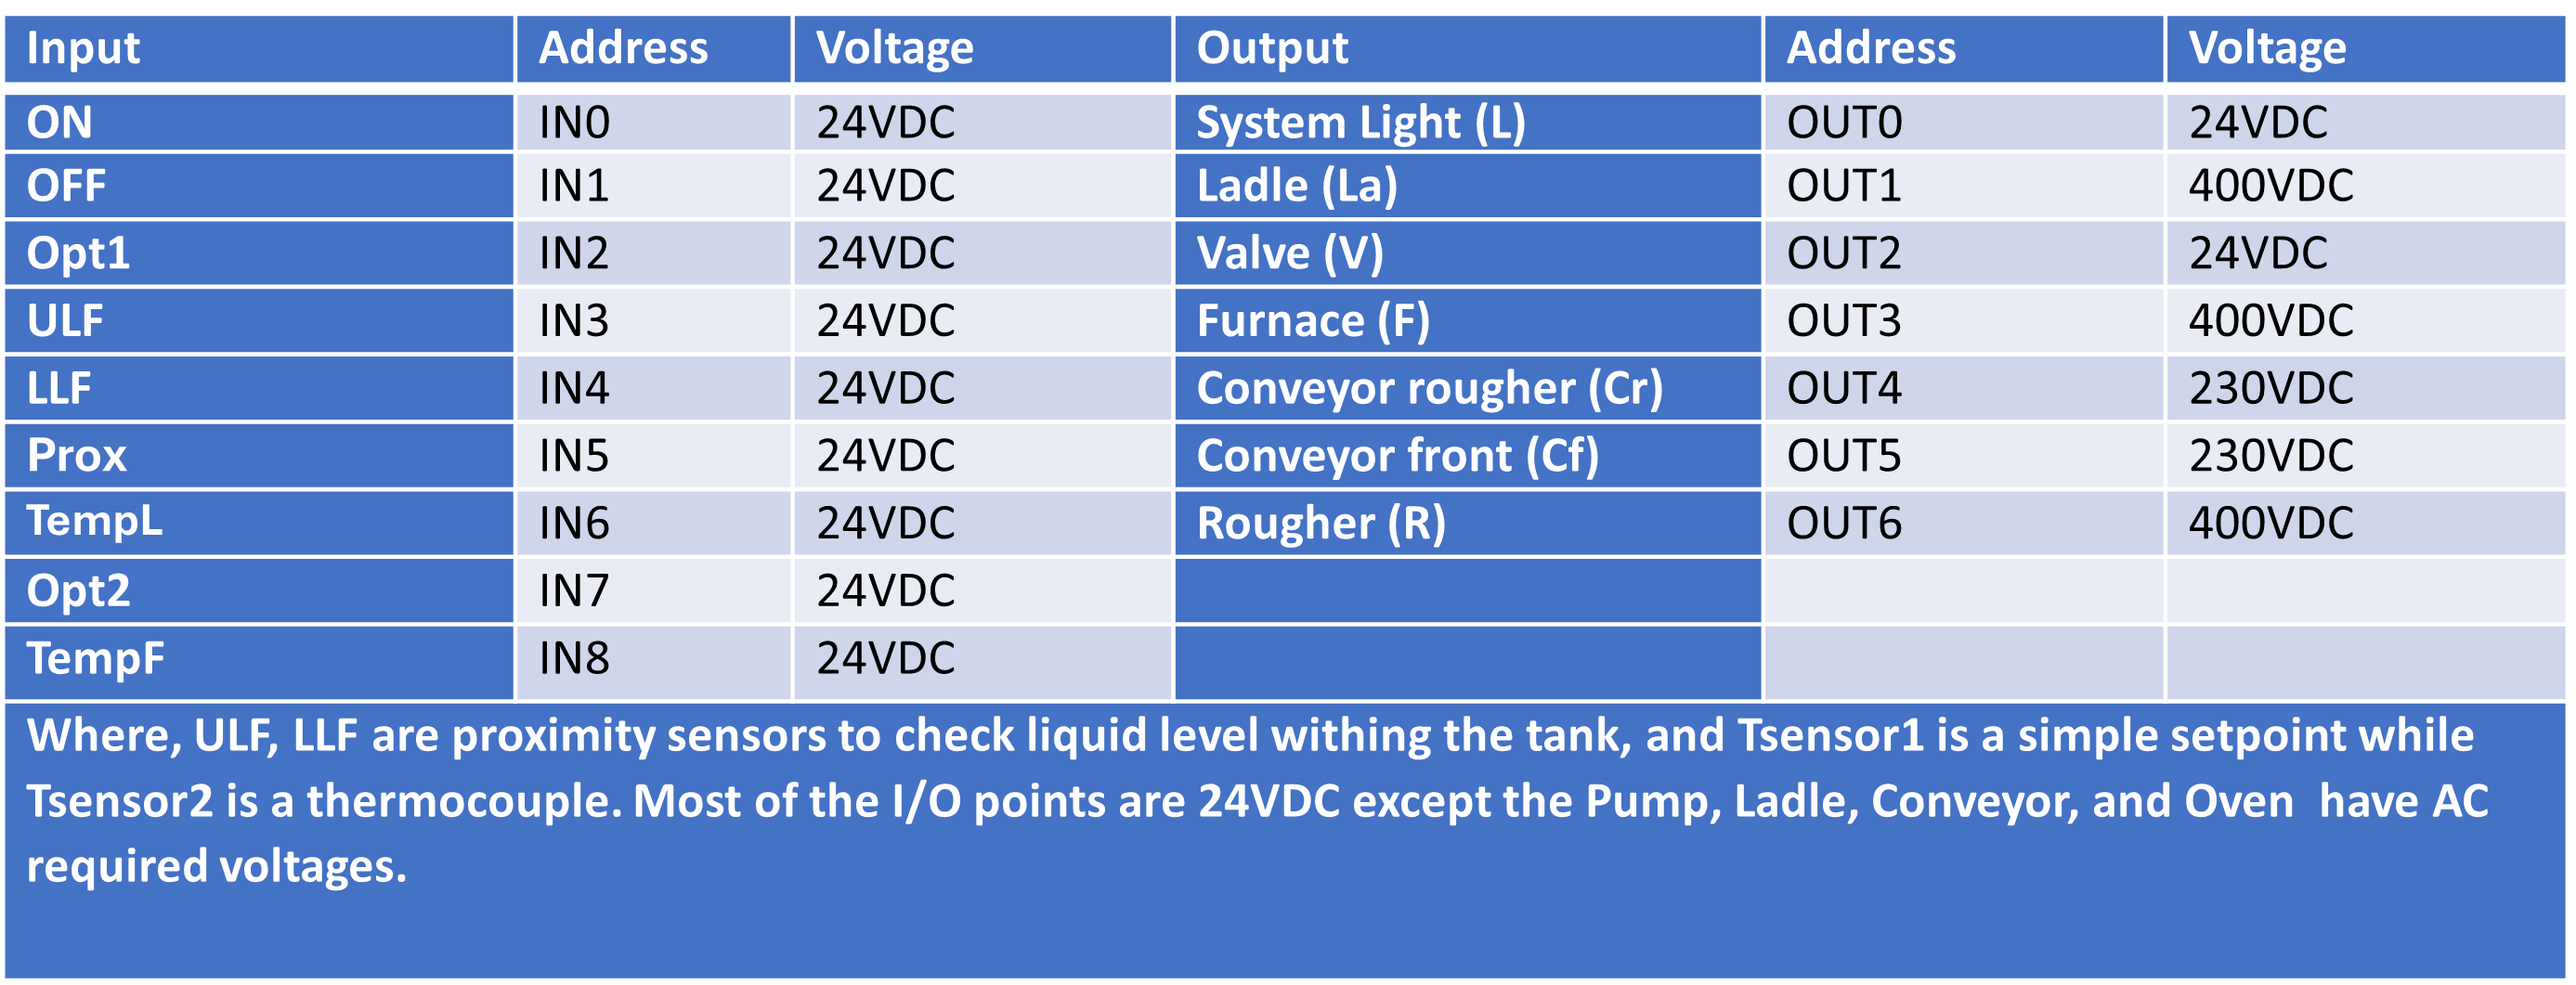 Input Address Voltage Output Address Voltage
ON IN0 24VDC System Light (L) OUT0 24VDC
OFF IN1 24VDC Ladle (La) OUT1 400VDC
Opt1 IN2 24VDC Valve (V) OUT2 24VDC
ULF IN3 24VDC Furnace (F) OUT3 400VDC
LLF IN4 24VDC Conveyor rougher (Cr) OUT4 230VDC
Prox IN5 24VDC Conveyor front (Cf) OUT5 230VDC
TempL IN6 24VDC Rougher (R) OUT6 400VDC
Opt2 IN7 24VDC
TempF IN8 24VDC
Where, ULF, LLF are proximity sensors to check liquid level withing the tank, and Tsensor1 is a simple setpoint while
Tsensor2 is a thermocouple. Most of the I/O points are 24VDC except the Pump, Ladle, Conveyor, and Oven have AC
required voltages.